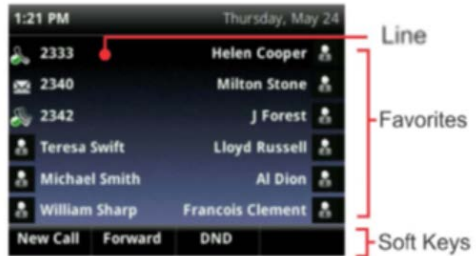 1:21 PM Thursday, May 24
2333 Helen Cooper
2340 Milton Stone
2342 J Forest
Teresa Swift Lloyd Russell
Michael Smith Al Dion
William Sharp Francois Clement
New Call Forward DND
Line
Favorites
Soft Keys